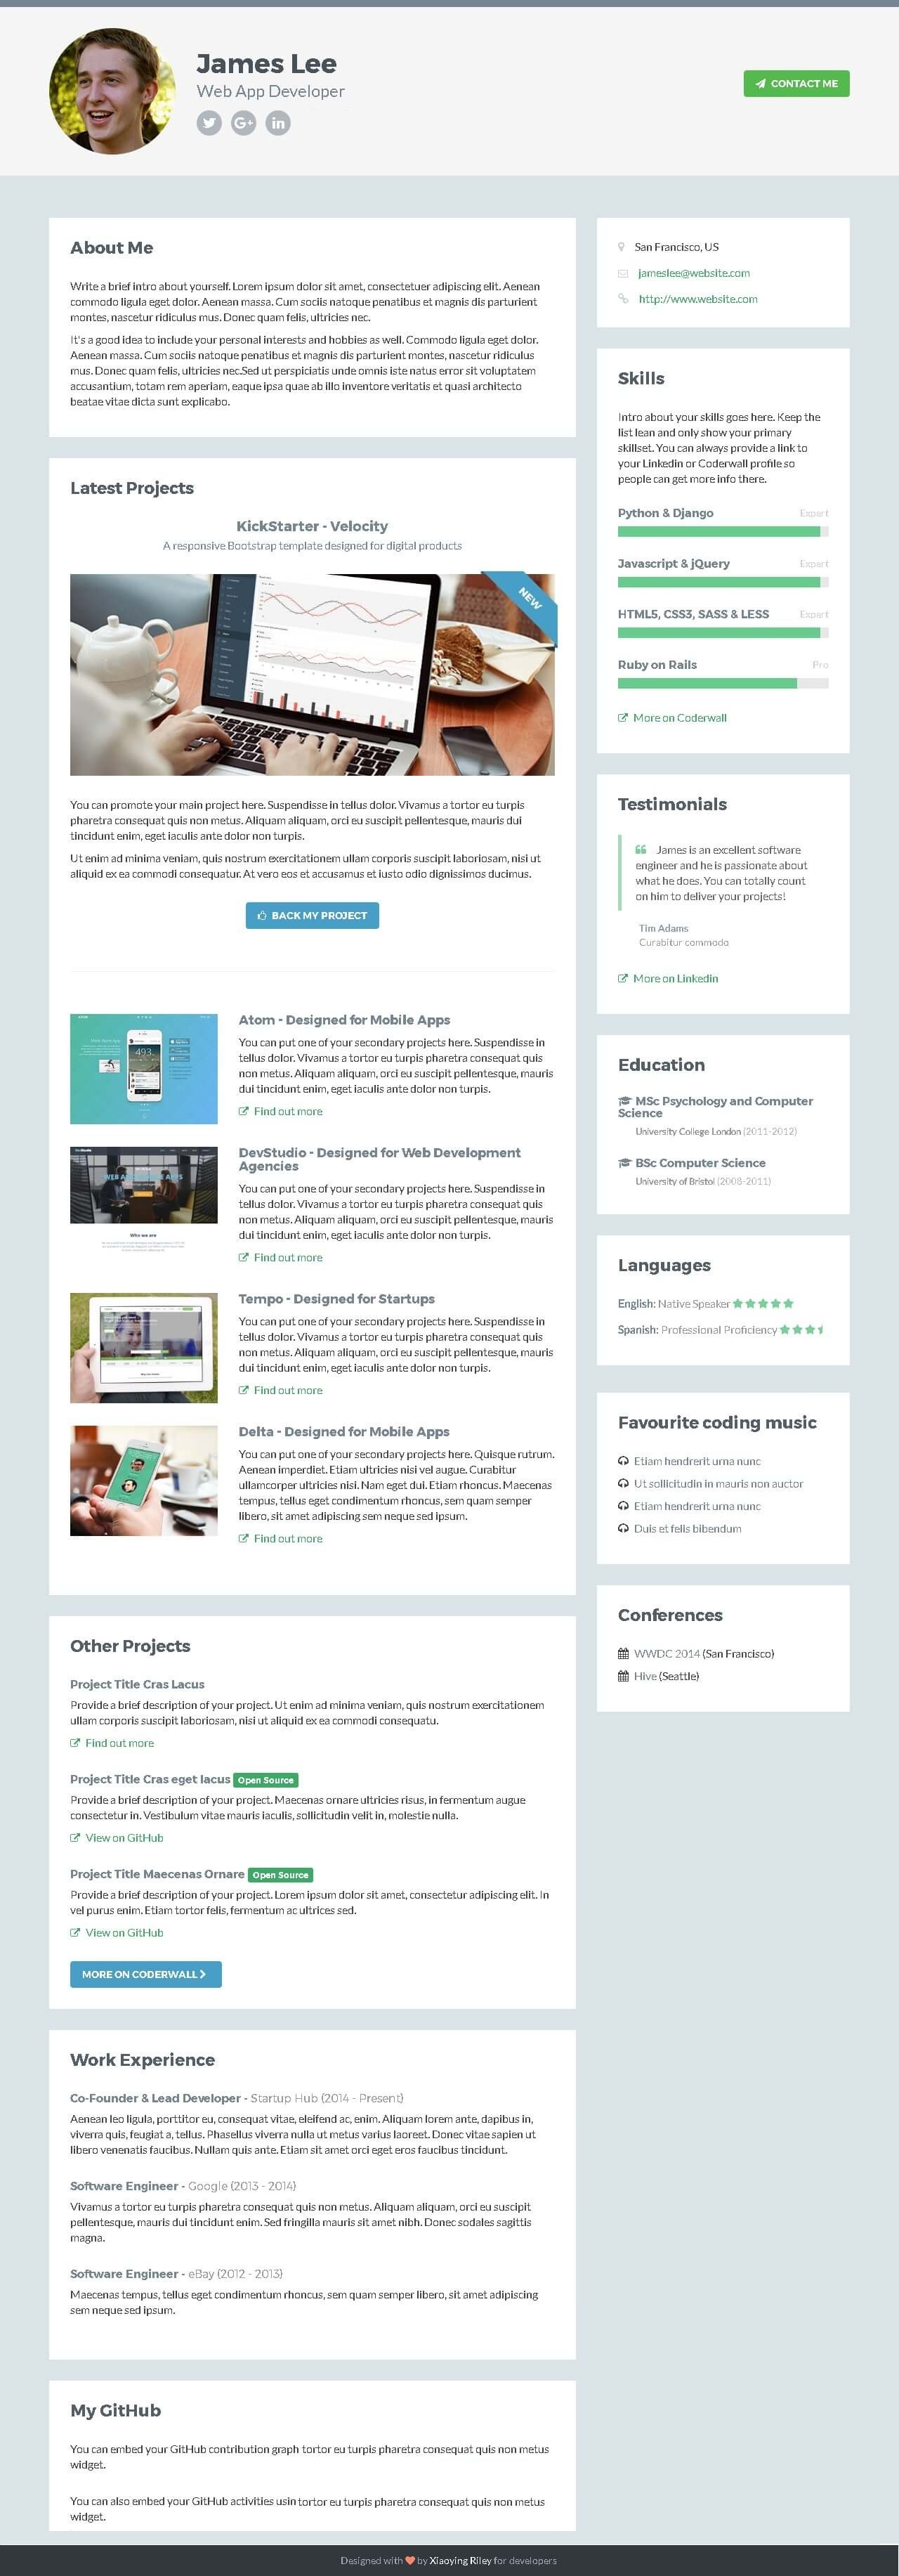 James Lee
Web App Developer
CONTACT ME
About Me
Write a brief intro about yourself. Lorem ipsum dolor sit amet, consectetuer adipiscing elit. Aenean
commodo ligula eget dolor. Aenean massa. Cum sociis natoque penatibus et magnis dis parturient
montes, nascetur ridiculus mus. Donec quam felis, ultricies nec.
It's a good idea to include your personal interests and hobbies as well. Commodo ligula eget dolor.
Aenean massa. Cum sociis natoque penatibus et magnis dis parturient montes, nascetur ridiculus
mus. Donec quam felis, ultricies nec.Sed ut perspiciatis unde omnis iste natus error sit voluptatem
accusantium, totam rem aperiam, eaque ipsa quae ab illo inventore veritatis et quasi architecto
beatae vitae dicta sunt explicabo.
Latest Projects
KickStarter - Velocity
A responsive Bootstrap template designed for digital products
NEW
You can promote your main project here. Suspendisse in tellus dolor. Vivamus a tortor eu turpis
pharetra consequat quis non metus. Aliquam aliquam, orci eu suscipit pellentesque, mauris dui
tincidunt enim, eget iaculis ante dolor non turpis.
Ut enim ad minima veniam, quis nostrum exercitationem ullam corporis suscipit laboriosam, nisi ut
aliquid ex ea commodi consequatur. At vero eos et accusamus et iusto odio dignissimos ducimus.
BACK MY PROJECT
Atom - Designed for Mobile Apps
You can put one of your secondary projects here. Suspendisse in
tellus dolor. Vivamus a tortor eu turpis pharetra consequat quis
non metus. Aliquam aliquam, orci eu suscipit pellentesque, mauris
dui tincidunt enim, eget iaculis ante dolor non turpis.
Find out more
493
DevStudio - Designed for Web Development
Agencies
You can put one of your secondary projects here. Suspendisse in
tellus dolor. Vivamus a tortor eu turpis pharetra consequat quis
non metus. Aliquam aliquam, orci eu suscipit pellentesque, mauris
dui tincidunt enim, eget iaculis ante dolor non turpis.
Find out more
Who we are
Tempo - Designed for Startups
You can put one of your secondary projects here. Suspendisse in
tellus dolor. Vivamus a tortor eu turpis pharetra consequat quis
non metus. Aliquam aliquam, orci eu suscipit pellentesque, mauris
dui tincidunt enim, eget iaculis ante dolor non turpis.
Find out more
Delta - Designed for Mobile Apps
You can put one of your secondary projects here. Quisque rutrum.
Aenean imperdiet. Etiam ultricies nisi vel augue. Curabitur
ullamcorper ultricies nisi. Nam eget dui. Etiam rhoncus. Maecenas
tempus, tellus eget condimentum rhoncus, sem quam semper
libero, sit amet adipiscing sem neque sed ipsum.
Find out more
Other Projects
Project Title Cras Lacus
Provide a brief description of your project. Ut enim ad minima veniam, quis nostrum exercitationem
ullam corporis suscipit laboriosam, nisi ut aliquid ex ea commodi consequatu.
Find out more
Project Title Cras eget lacus Open Source
Provide a brief description of your project. Maecenas ornare ultricies risus, in fermentum augue
consectetur in. Vestibulum vitae mauris iaculis, sollicitudin velit in, molestie nulla.
View on GitHub
Project Title Maecenas Ornare Open Source
Provide a brief description of your project. Lorem ipsum dolor sit amet, consectetur adipiscing elit. In
vel purus enim. Etiam tortor felis, fermentum ac ultrices sed.
View on GitHub
MORE ON CODERWALL
Work Experience
Co-Founder & Lead Developer - Startup Hub (2014 - Present)
Aenean leo ligula, porttitor eu, consequat vitae, eleifend ac, enim. Aliquam lorem ante, dapibus in,
viverra quis, feugiat a, tellus. Phasellus viverra nulla ut metus varius laoreet. Donec vitae sapien ut
libero venenatis faucibus. Nullam quis ante. Etiam sit amet orci eget eros faucibus tincidunt.
Software Engineer - Google (2013 - 2014)
Vivamus a tortor eu turpis pharetra consequat quis non metus. Aliquam aliquam, orci eu suscipit
pellentesque, mauris dui tincidunt enim. Sed fringilla mauris sit amet nibh. Donec sodales sagittis
magna.
Software Engineer - eBay (2012 - 2013)
Maecenas tempus, tellus eget condimentum rhoncus, sem quam semper libero, sit amet adipiscing
sem neque sed ipsum.
My GitHub
You can embed your GitHub contribution graph tortor eu turpis pharetra consequat quis non metus
widget.
You can also embed your GitHub activities usin tortor eu turpis pharetra consequat quis non metus
widget.
San Francisco, US
jameslee@website.com
http://www.website.com
Skills
Intro about your skills goes here. Keep the
list lean and only show your primary
skillset. You can always provide a link to
your Linkedin or Coderwall profile so
people can get more info there.
Python & Django Expert
Javascript & jQuery Expert
HTML5, CSS3, SASS & LESS Expert
Ruby on Rails Pro
More on Coderwall
Testimonials
James is an excellent software
engineer and he is passionate about
what he does. You can totally count
on him to deliver your projects!
Tim Adams
Curabitur commodo
More on Linkedin
Education
MSc Psychology and Computer
Science
University College London (2011-2012)
BSc Computer Science
University of Bristol (2008-2011)
Languages
English: Native Speaker
Spanish: Professional Proficiency
Favourite coding music
Etiam hendrerit urna nunc
Ut sollicitudin in mauris non auctor
Etiam hendrerit urna nunc
Duis et felis bibendum
Conferences
WWDC 2014 (San Francisco)
Hive (Seattle)
Designed with by Xiaoying Riley for developers